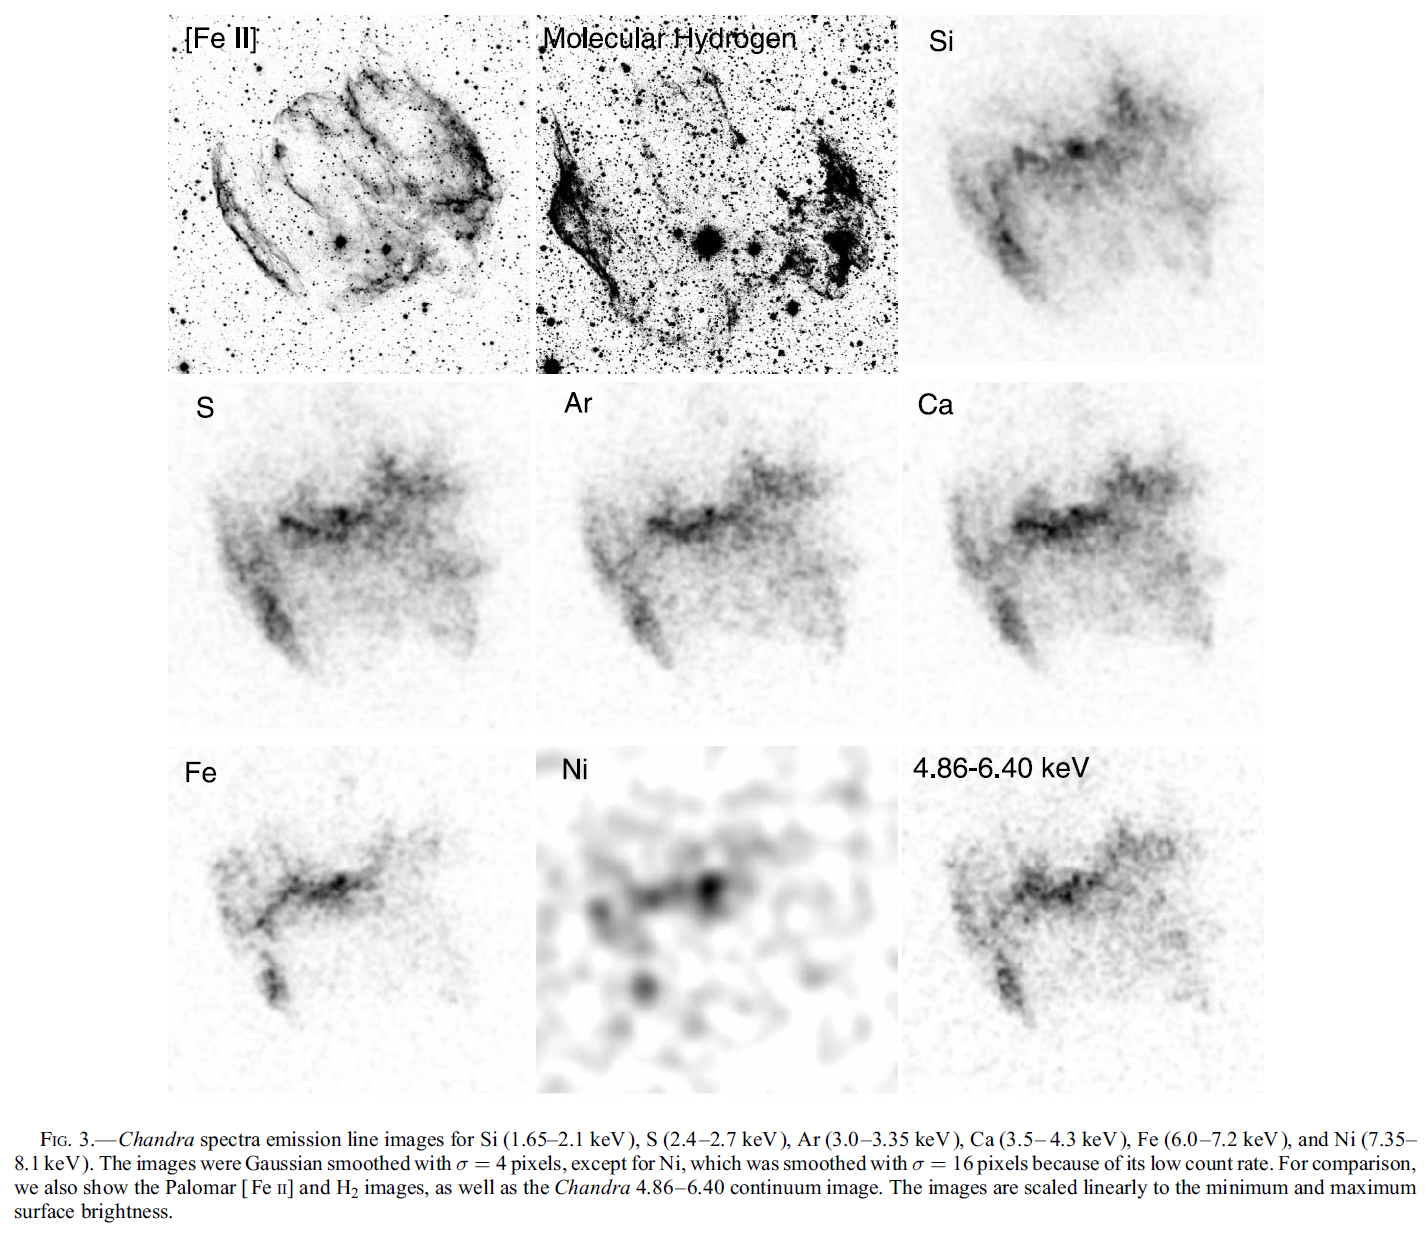 [Fe II]
Molecular Hydrogen
Si
S
Ar
Ca
Fe
Ni
4.86-6.40 keV
FIG. 3.—Chandra spectra emission line images for Si (1.65–2.1 keV), S (2.4–2.7 keV), Ar (3.0–3.35 keV), Ca (3.5–4.3 keV), Fe (6.0–7.2 keV), and Ni (7.35–
8.1 keV). The images were Gaussian smoothed with σ = 4 pixels, except for Ni, which was smoothed with σ = 16 pixels because of its low count rate. For comparison,
we also show the Palomar [Fe II] and H₂ images, as well as the Chandra 4.86–6.40 continuum image. The images are scaled linearly to the minimum and maximum
surface brightness.